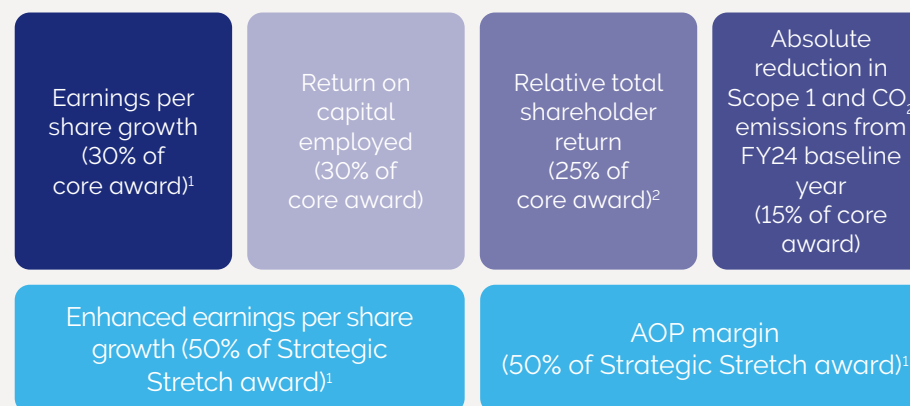 Earnings per
share growth
(30% of
core award)¹
Return on
capital
employed
(30% of
core award)
Relative total
shareholder
return
(25% of
core award)²
Absolute
reduction in
Scope 1 and CO₂
emissions from
FY24 baseline
year
(15% of core
award)
Enhanced earnings per share
growth (50% of Strategic
Stretch award)¹
AOP margin
(50% of Strategic Stretch award)¹